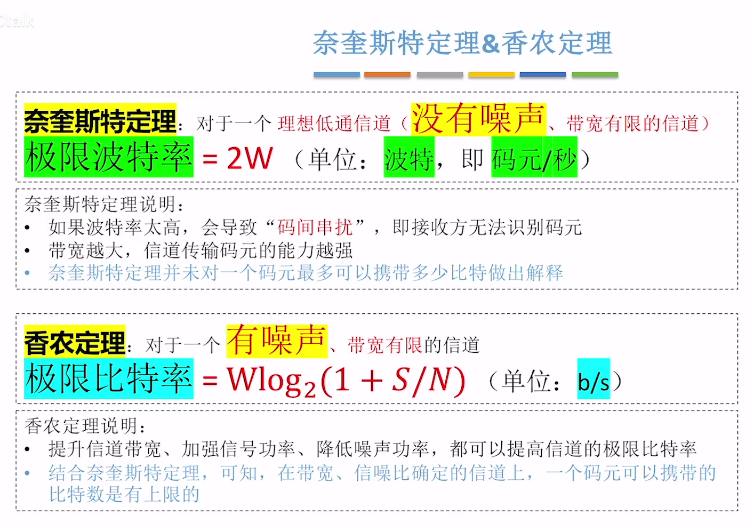 奈奎斯特定理&香农定理
奈奎斯特定理：对于一个 理想低通信道（没有噪声、带宽有限的信道）
极限波特率 = 2W （单位：波特，即 码元/秒）
奈奎斯特定理说明：
• 如果波特率太高，会导致“码间串扰”，即接收方无法识别码元
• 带宽越大，信道传输码元的能力越强
• 奈奎斯特定理并未对一个码元最多可以携带多少比特做出解释
香农定理：对于一个 有噪声、带宽有限的信道
极限比特率 = Wlog₂(1 + S/N) （单位：b/s）
香农定理说明：
• 提升信道带宽、加强信号功率、降低噪声功率，都可以提高信道的极限比特率
• 结合奈奎斯特定理，可知，在带宽、信噪比确定的信道上，一个码元可以携带的
比特数是有上限的